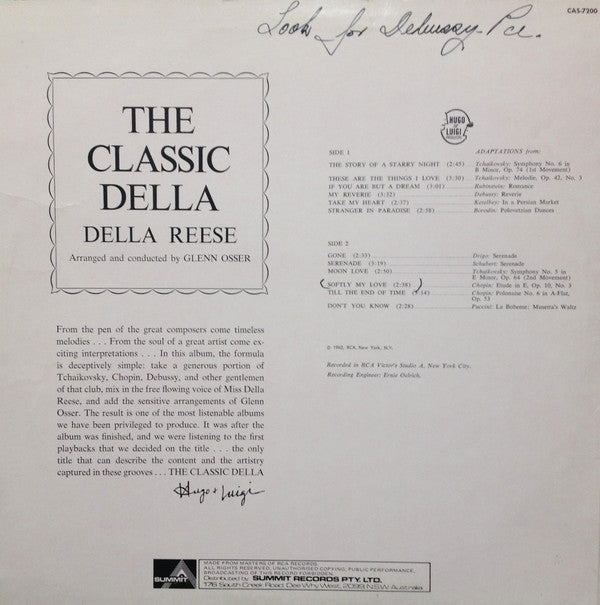 CAS-7200
Look for Debussy Pce.
THE
CLASSIC
DELLA
DELLA REESE
Arranged and conducted by GLENN OSSER
From the pen of the great composers come timeless
melodies . . . From the soul of a great artist come ex-
citing interpretations . . . In this album, the formula
is deceptively simple: take a generous portion of
Tchaikovsky, Chopin, Debussy, and other gentlemen
of that club, mix in the free flowing voice of Miss Della
Reese, and add the sensitive arrangements of Glenn
Osser. The result is one of the most listenable albums
we have been privileged to produce. It was after the
album was finished, and we were listening to the first
playbacks that we decided on the title . . . the only
title that can describe the content and the artistry
captured in these grooves . . . THE CLASSIC DELLA
Hugo & Luigi
HUGO
LUIGI
SIDE 1 ADAPTATIONS from:
THE STORY OF A STARRY NIGHT (2:45) Tchaikovsky: Symphony No. 6 in
B Minor, Op. 74 (1st Movement)
THESE ARE THE THINGS I LOVE (3:30) Tchaikovsky: Melodie, Op. 42, No. 3
IF YOU ARE BUT A DREAM (3:01) Rubinstein: Romance
MY REVERIE (3:32) Debussy: Reverie
TAKE MY HEART (2:37) Ketelbey: In a Persian Market
STRANGER IN PARADISE (2:58) Borodin: Polovetzian Dances
SIDE 2
GONE (2:33) Drigo: Serenade
SERENADE (3:19) Schubert: Serenade
MOON LOVE (2:50) Tchaikovsky: Symphony No. 5 in
E Minor, Op. 64 (2nd Movement)
(SOFTLY MY LOVE (2:38)) Chopin: Etude in E, Op. 10, No. 3
TILL THE END OF TIME (3:14) Chopin: Polonaise No. 6 in A-Flat,
Op. 53
DON'T YOU KNOW (2:28) Puccini: La Boheme: Musetta's Waltz
© 1962, RCA, New York, N.Y.
Recorded in RCA Victor's Studio A, New York City.
Recording Engineer: Ernie Oelrich.
SUMMIT
MADE FROM MASTERS OF RCA RECORDS.
ALL RIGHTS RESERVED. UNAUTHORISED COPYING, PUBLIC PERFORMANCE,
BROADCASTING OF THIS RECORD FORBIDDEN.
Distributed by SUMMIT RECORDS PTY. LTD.
176 South Creek Road, Dee Why West, 2099, N.S.W. Australia